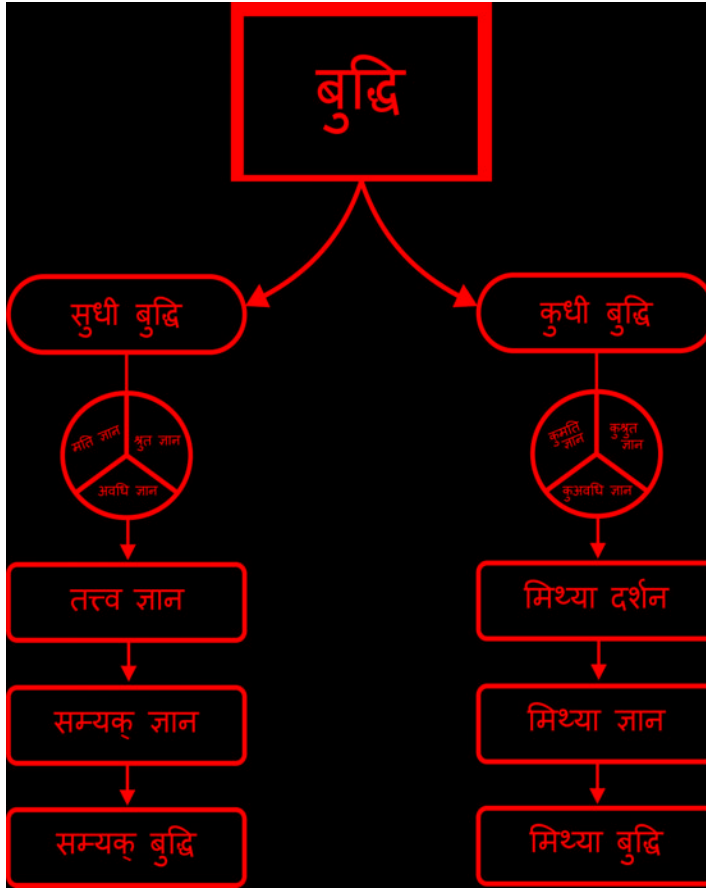 बुद्धि
सुधी बुद्धि
कुधी बुद्धि
मति ज्ञान
श्रुत ज्ञान
अवधि ज्ञान
कुमति
ज्ञान
कुश्रुत
ज्ञान
कुअवधि ज्ञान
तत्त्व ज्ञान
मिथ्या दर्शन
सम्यक् ज्ञान
मिथ्या ज्ञान
सम्यक् बुद्धि
मिथ्या बुद्धि